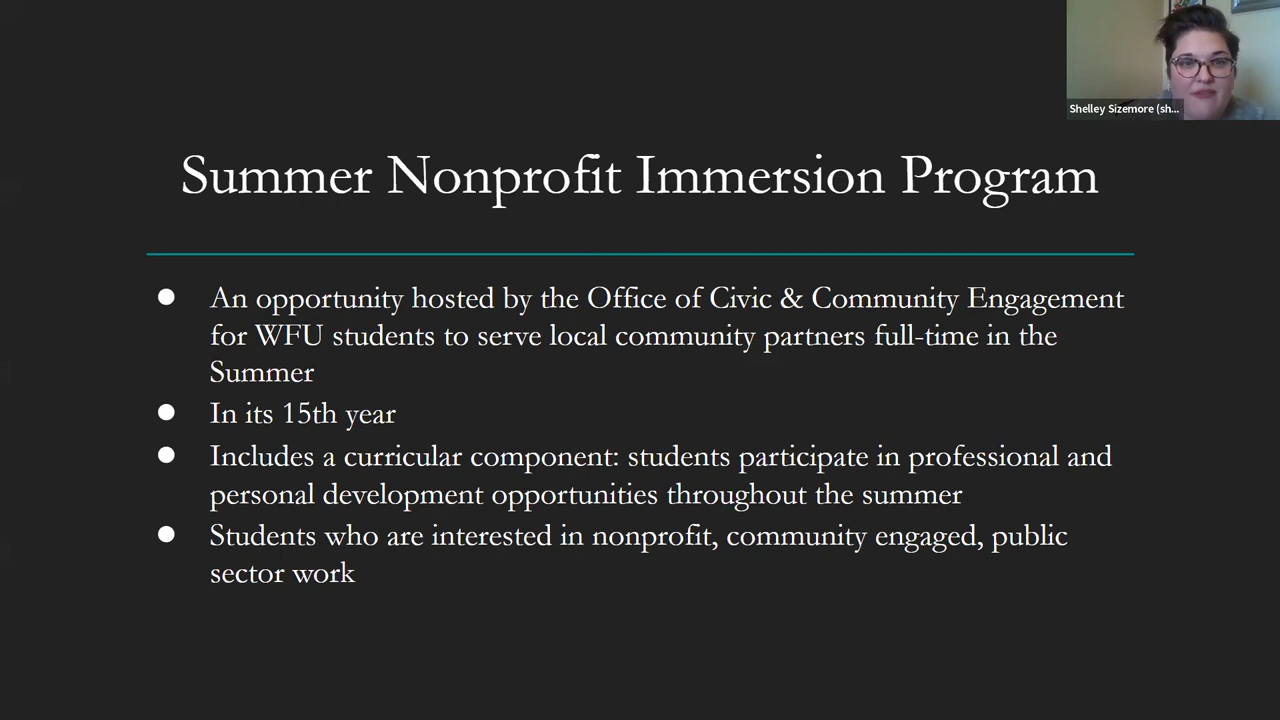 Shelley Sizemore (sh...
Summer Nonprofit Immersion Program
● An opportunity hosted by the Office of Civic & Community Engagement
for WFU students to serve local community partners full-time in the
Summer
● In its 15th year
● Includes a curricular component: students participate in professional and
personal development opportunities throughout the summer
● Students who are interested in nonprofit, community engaged, public
sector work